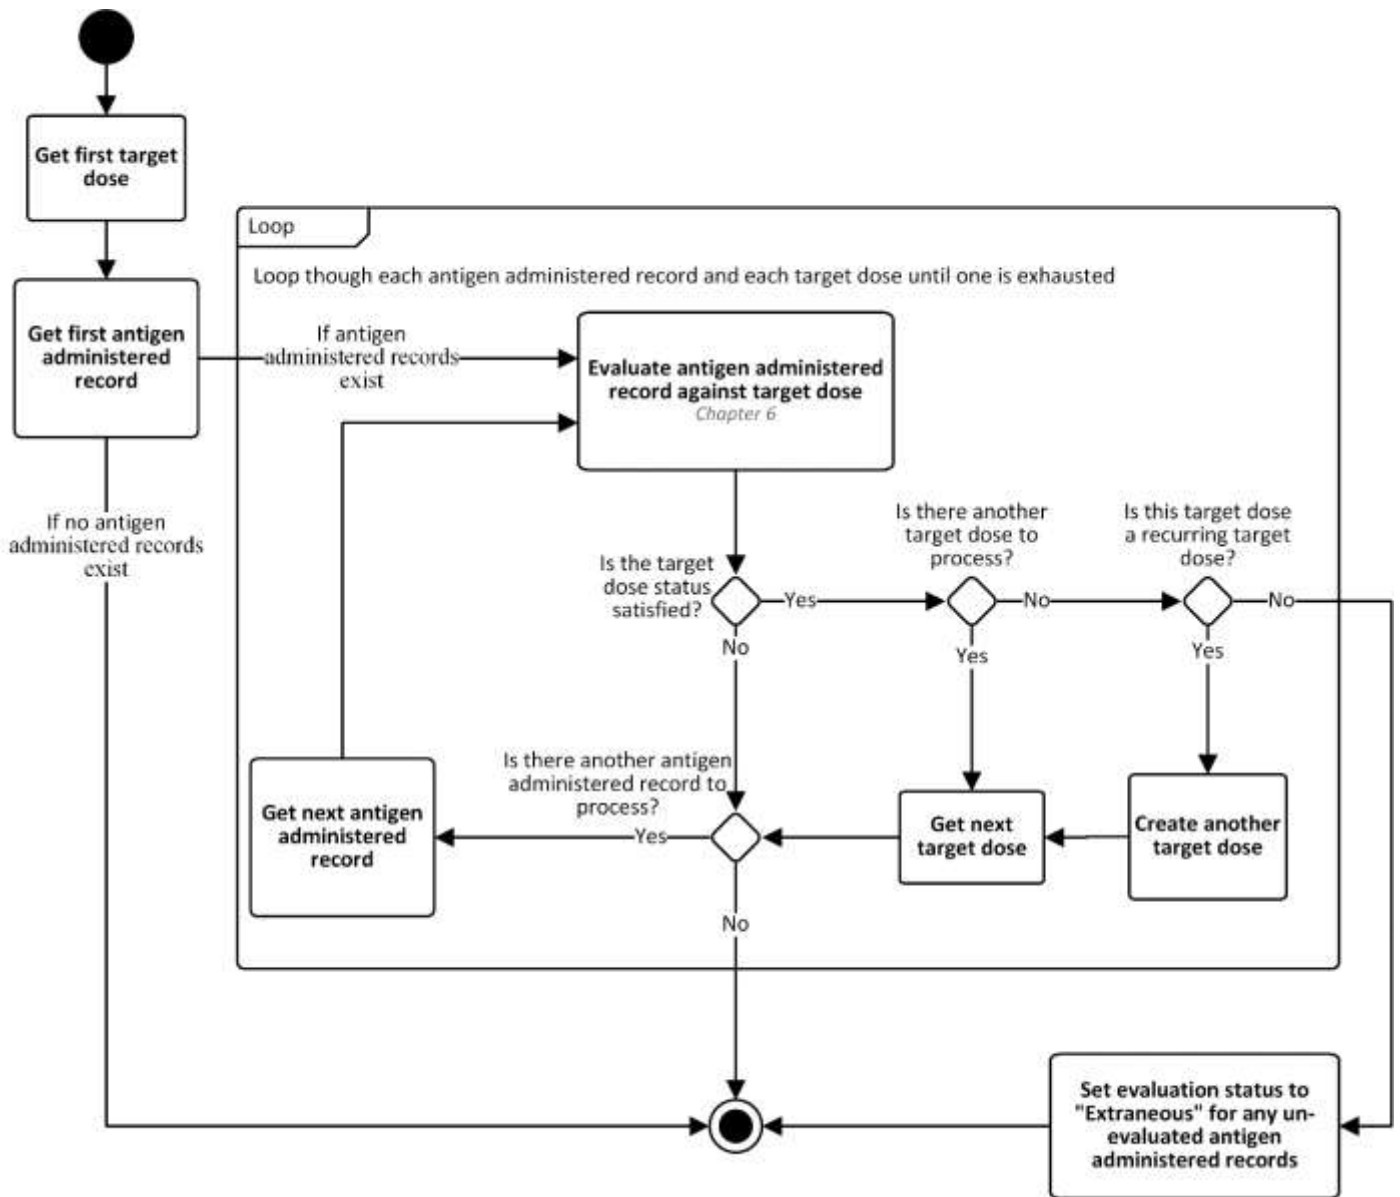 Get first target
dose
Loop
Loop though each antigen administered record and each target dose until one is exhausted
Get first antigen
administered
record
If antigen
administered records
exist
Evaluate antigen administered
record against target dose
Chapter 6
If no antigen
administered records
exist
Is the target
dose status
satisfied?
Yes
Is there another
target dose to
process?
No
Is this target dose
a recurring target
dose?
No
No
Yes
Yes
Is there another antigen
administered record to
process?
Get next antigen
administered
record
Yes
Get next
target dose
Create another
target dose
No
Set evaluation status to
"Extraneous" for any un-
evaluated antigen
administered records